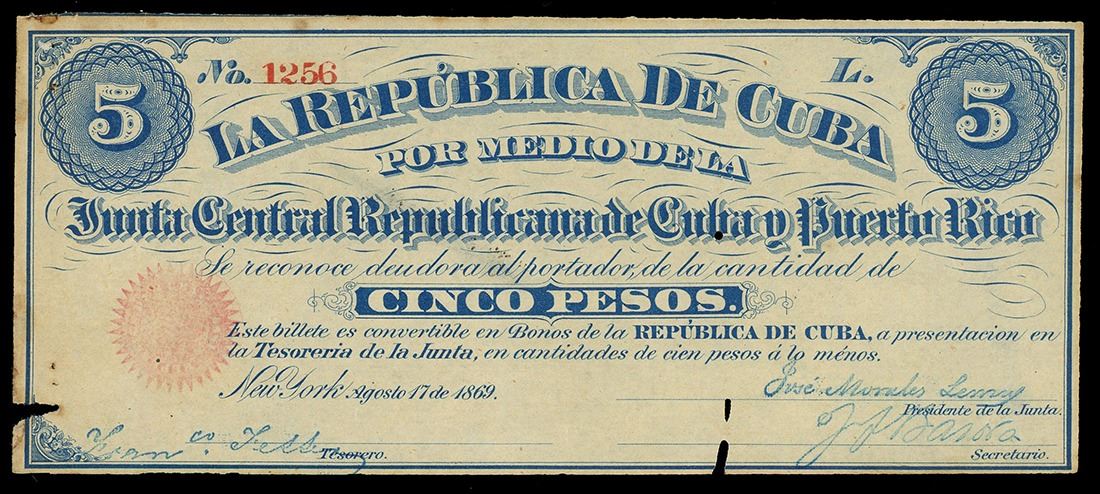 5 No. 1256 L. 5
LA REPÚBLICA DE CUBA
POR MEDIO DE LA
Junta Central Republicana de Cuba y Puerto Rico
Se reconoce deudora al portador, de la cantidad de
CINCO PESOS.
Este billete es convertible en Bonos de la REPÚBLICA DE CUBA, a presentacion en
la Tesoreria de la Junta, en cantidades de cien pesos á lo ménos.
New York Agosto 17 de 1869.
José Morales Lemus
Presidente de la Junta.
Fran co
Tesorero.
Secretario.